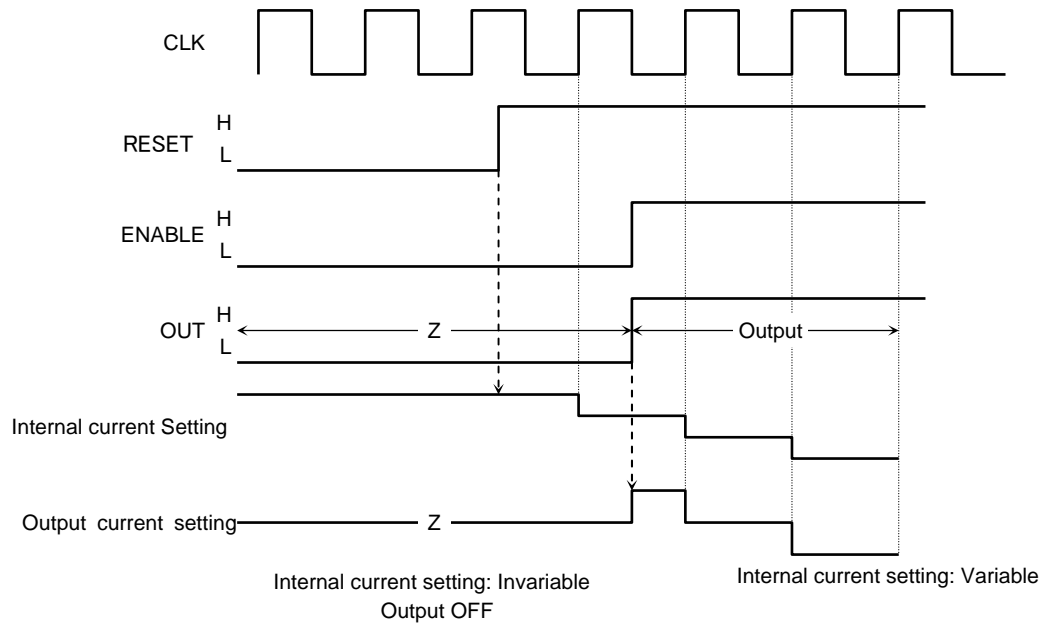 CLK
H
RESET
L
H
ENABLE
L
H
OUT
L
Z
Output
Internal current Setting
Output current setting
Z
Internal current setting: Invariable
Output OFF
Internal current setting: Variable